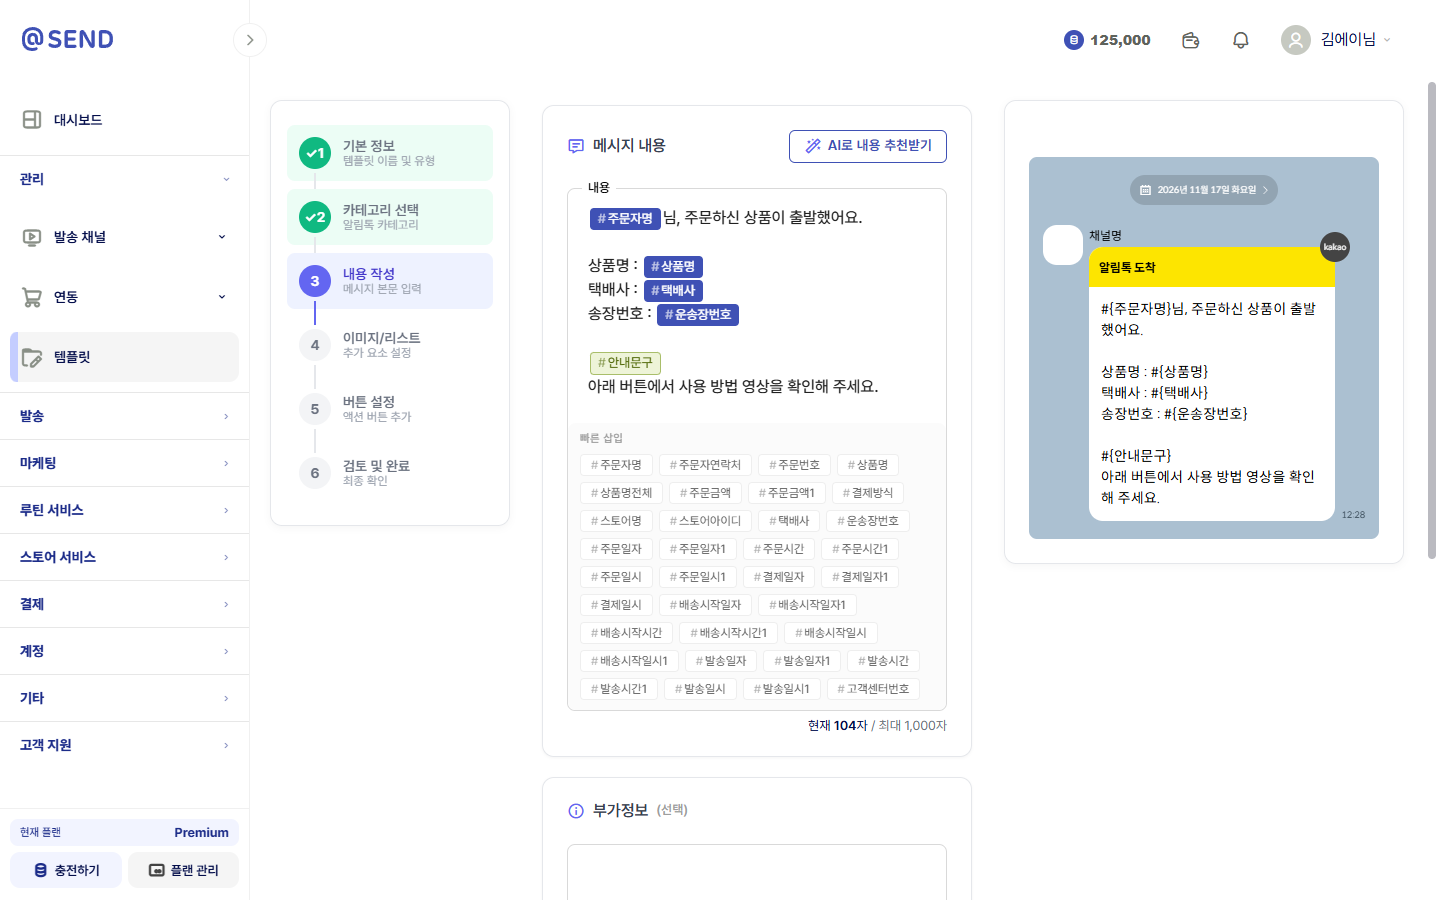 @SEND
125,000
김에이님
대시보드
관리
발송 채널
연동
템플릿
발송
마케팅
루틴 서비스
스토어 서비스
결제
계정
기타
고객 지원
현재 플랜 Premium
충전하기 플랜 관리
1 기본 정보
템플릿 이름 및 유형
2 카테고리 선택
알림톡 카테고리
3 내용 작성
메시지 본문 입력
4 이미지/리스트
추가 요소 설정
5 버튼 설정
액션 버튼 추가
6 검토 및 완료
최종 확인
메시지 내용 AI로 내용 추천받기
내용
#주문자명 님, 주문하신 상품이 출발했어요.
상품명 : #상품명
택배사 : #택배사
송장번호 : #운송장번호
#안내문구
아래 버튼에서 사용 방법 영상을 확인해 주세요.
빠른 삽입
#주문자명 #주문자연락처 #주문번호 #상품명
#상품명전체 #주문금액 #주문금액1 #결제방식
#스토어명 #스토어아이디 #택배사 #운송장번호
#주문일자 #주문일자1 #주문시간 #주문시간1
#주문일시 #주문일시1 #결제일자 #결제일자1
#결제일시 #배송시작일자 #배송시작일자1
#배송시작시간 #배송시작시간1 #배송시작일시
#배송시작일시1 #발송일자 #발송일자1 #발송시간
#발송시간1 #발송일시 #발송일시1 #고객센터번호
현재 104자 / 최대 1,000자
부가정보 (선택)
2026년 11월 17일 화요일
채널명
kakao
알림톡 도착
#{주문자명}님, 주문하신 상품이 출발
했어요.
상품명 : #{상품명}
택배사 : #{택배사}
송장번호 : #{운송장번호}
#{안내문구}
아래 버튼에서 사용 방법 영상을 확인
해 주세요.
12:28